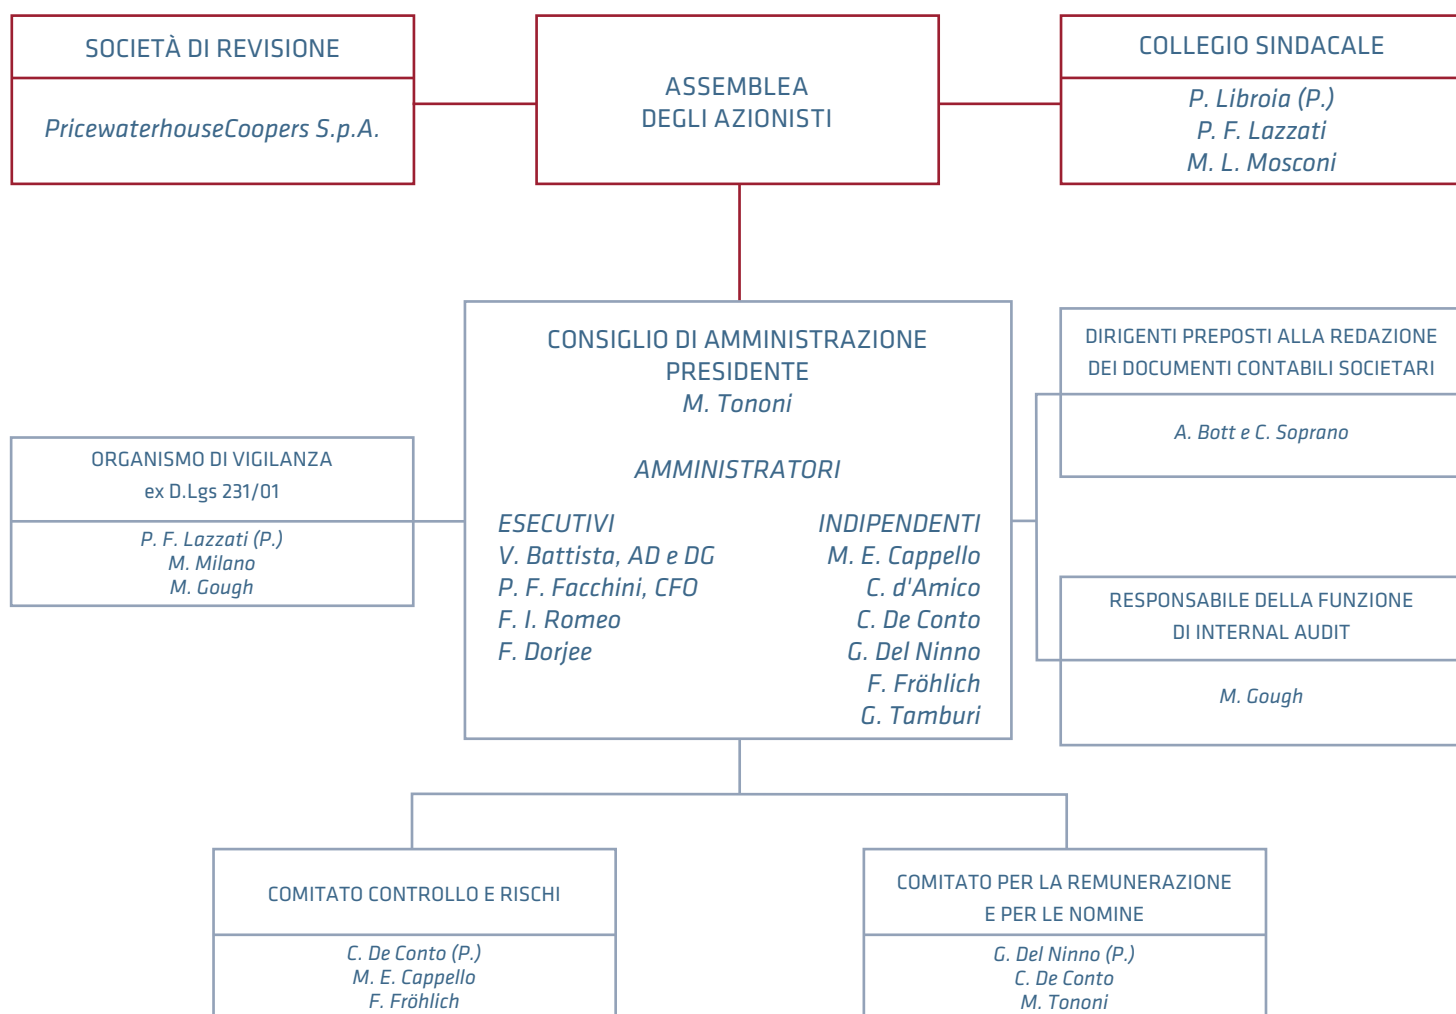 SOCIETÀ DI REVISIONE
PricewaterhouseCoopers S.p.A.
ASSEMBLEA
DEGLI AZIONISTI
COLLEGIO SINDACALE
P. Libroia (P.)
P. F. Lazzati
M. L. Mosconi
CONSIGLIO DI AMMINISTRAZIONE
PRESIDENTE
M. Tononi
AMMINISTRATORI
ESECUTIVI
V. Battista, AD e DG
P. F. Facchini, CFO
F. I. Romeo
F. Dorjee
INDIPENDENTI
M. E. Cappello
C. d'Amico
C. De Conto
G. Del Ninno
F. Fröhlich
G. Tamburi
DIRIGENTI PREPOSTI ALLA REDAZIONE
DEI DOCUMENTI CONTABILI SOCIETARI
A. Bott e C. Soprano
ORGANISMO DI VIGILANZA
ex D.Lgs 231/01
P. F. Lazzati (P.)
M. Milano
M. Gough
RESPONSABILE DELLA FUNZIONE
DI INTERNAL AUDIT
M. Gough
COMITATO CONTROLLO E RISCHI
C. De Conto (P.)
M. E. Cappello
F. Fröhlich
COMITATO PER LA REMUNERAZIONE
E PER LE NOMINE
G. Del Ninno (P.)
C. De Conto
M. Tononi